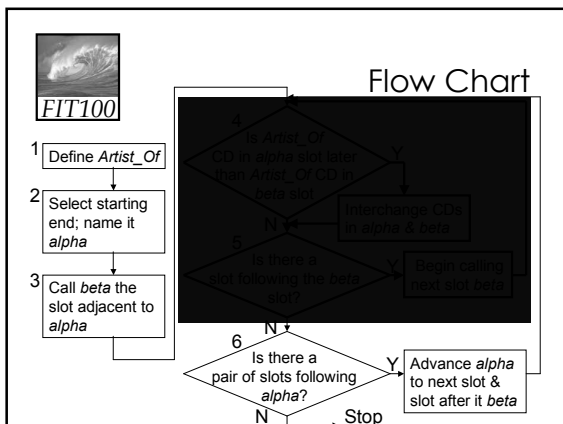 Flow Chart
FIT100
1
Define Artist_Of
2
Select starting
end; name it
alpha
3
Call beta the
slot adjacent to
alpha
4
Is Artist_Of
CD in alpha slot later
than Artist_Of CD in
beta slot
Y
Interchange CDs
in alpha & beta
N
5
Is there a
slot following the beta
slot?
Y
Begin calling
next slot beta
N
6
Is there a
pair of slots following
alpha?
Y
Advance alpha
to next slot &
slot after it beta
N
Stop